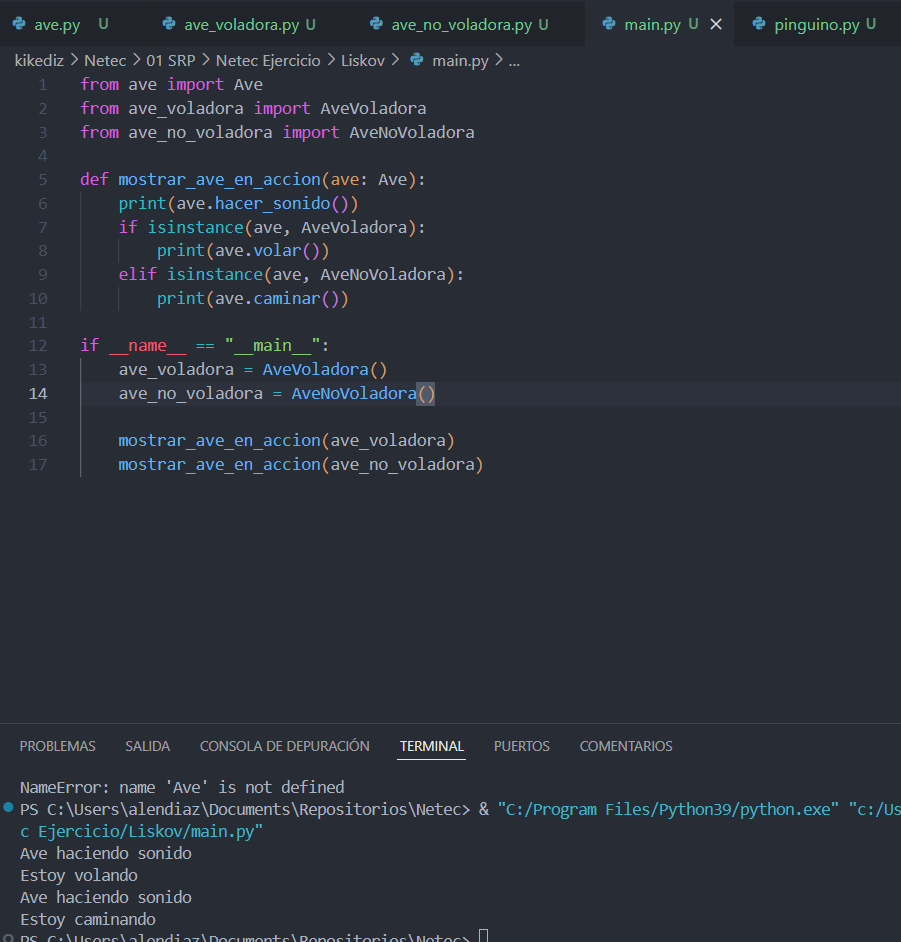 ave.py U ave_voladora.py U ave_no_voladora.py U main.py U pinguino.py U
kikediz > Netec > 01 SRP > Netec Ejercicio > Liskov > main.py > ...
1 from ave import Ave
2 from ave_voladora import AveVoladora
3 from ave_no_voladora import AveNoVoladora
4
5 def mostrar_ave_en_accion(ave: Ave):
6     print(ave.hacer_sonido())
7     if isinstance(ave, AveVoladora):
8         print(ave.volar())
9     elif isinstance(ave, AveNoVoladora):
10         print(ave.caminar())
11
12 if __name__ == "__main__":
13     ave_voladora = AveVoladora()
14     ave_no_voladora = AveNoVoladora()
15
16     mostrar_ave_en_accion(ave_voladora)
17     mostrar_ave_en_accion(ave_no_voladora)
PROBLEMAS SALIDA CONSOLA DE DEPURACIÓN TERMINAL PUERTOS COMENTARIOS
NameError: name 'Ave' is not defined
PS C:\Users\alendiaz\Documents\Repositorios\Netec> & "C:/Program Files/Python39/python.exe" "c:/Us
c Ejercicio/Liskov/main.py"
Ave haciendo sonido
Estoy volando
Ave haciendo sonido
Estoy caminando
PS C:\Users\alendiaz\Documents\Repositorios\Netec>